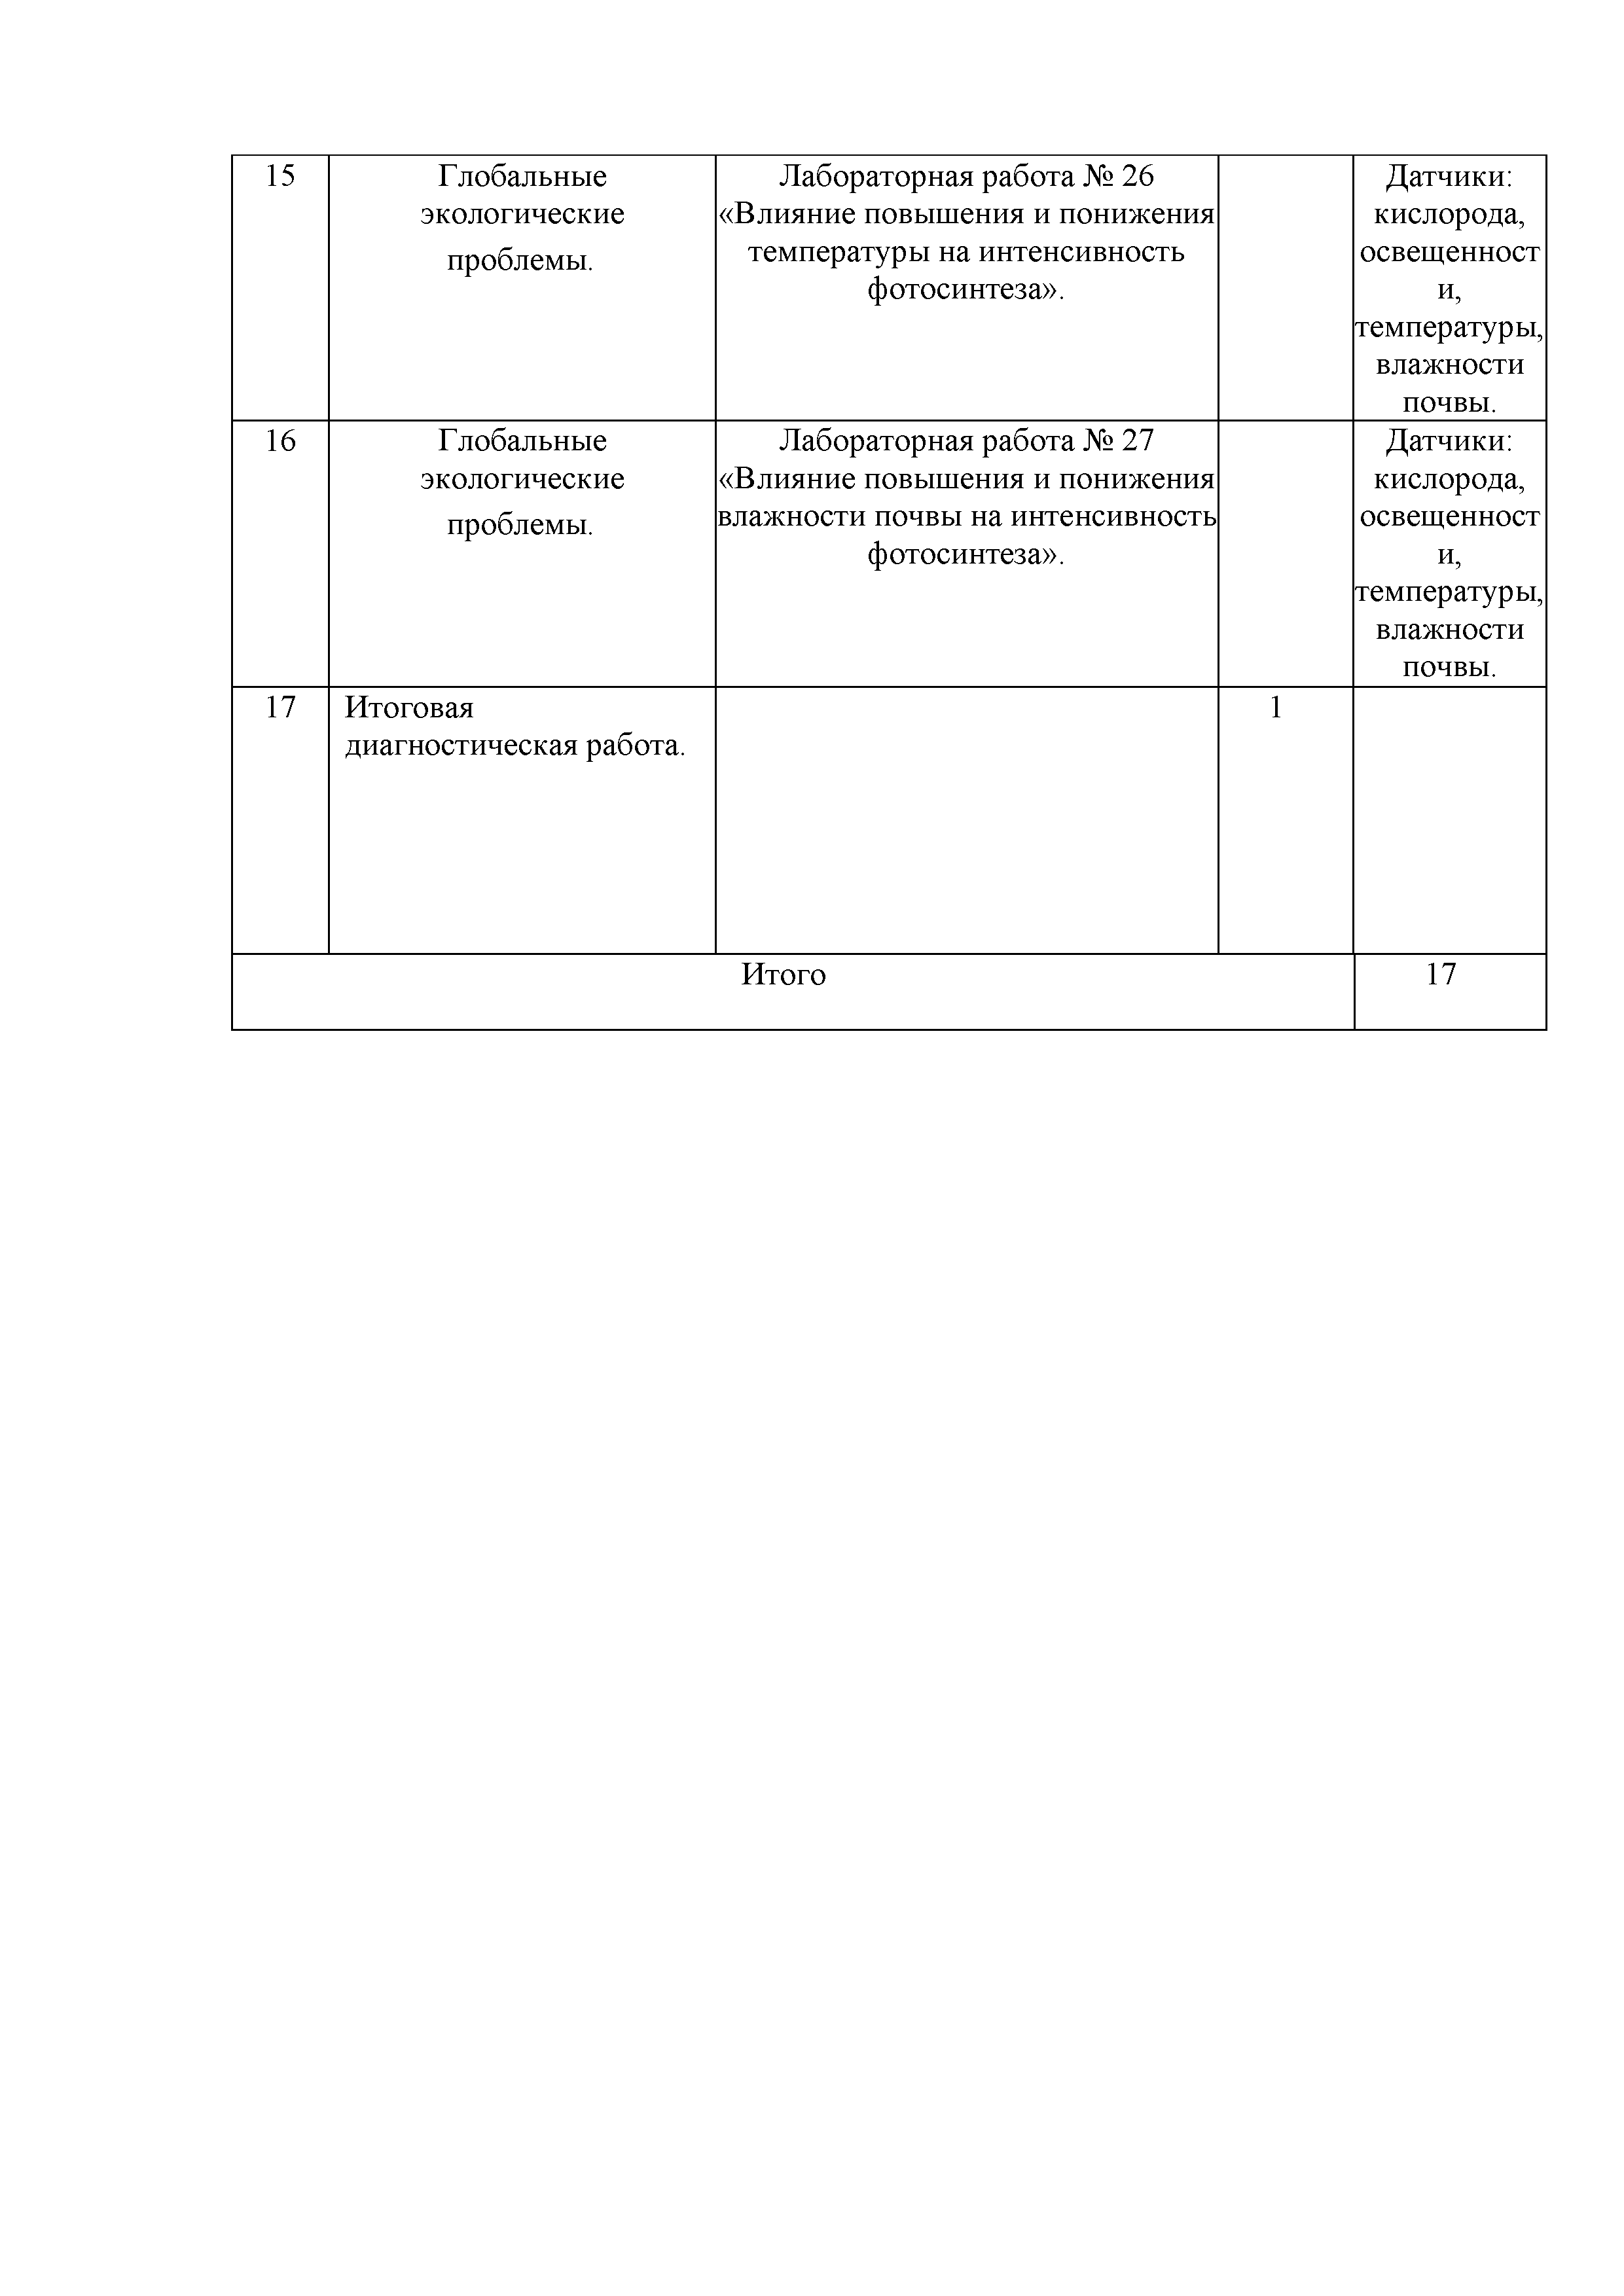 15
Глобальные
экологические
проблемы.
Лабораторная работа № 26
«Влияние повышения и понижения
температуры на интенсивность
фотосинтеза».
Датчики:
кислорода,
освещенност
и,
температуры,
влажности
почвы.
16
Глобальные
экологические
проблемы.
Лабораторная работа № 27
«Влияние повышения и понижения
влажности почвы на интенсивность
фотосинтеза».
Датчики:
кислорода,
освещенност
и,
температуры,
влажности
почвы.
17
Итоговая
диагностическая работа.
1
Итого
17